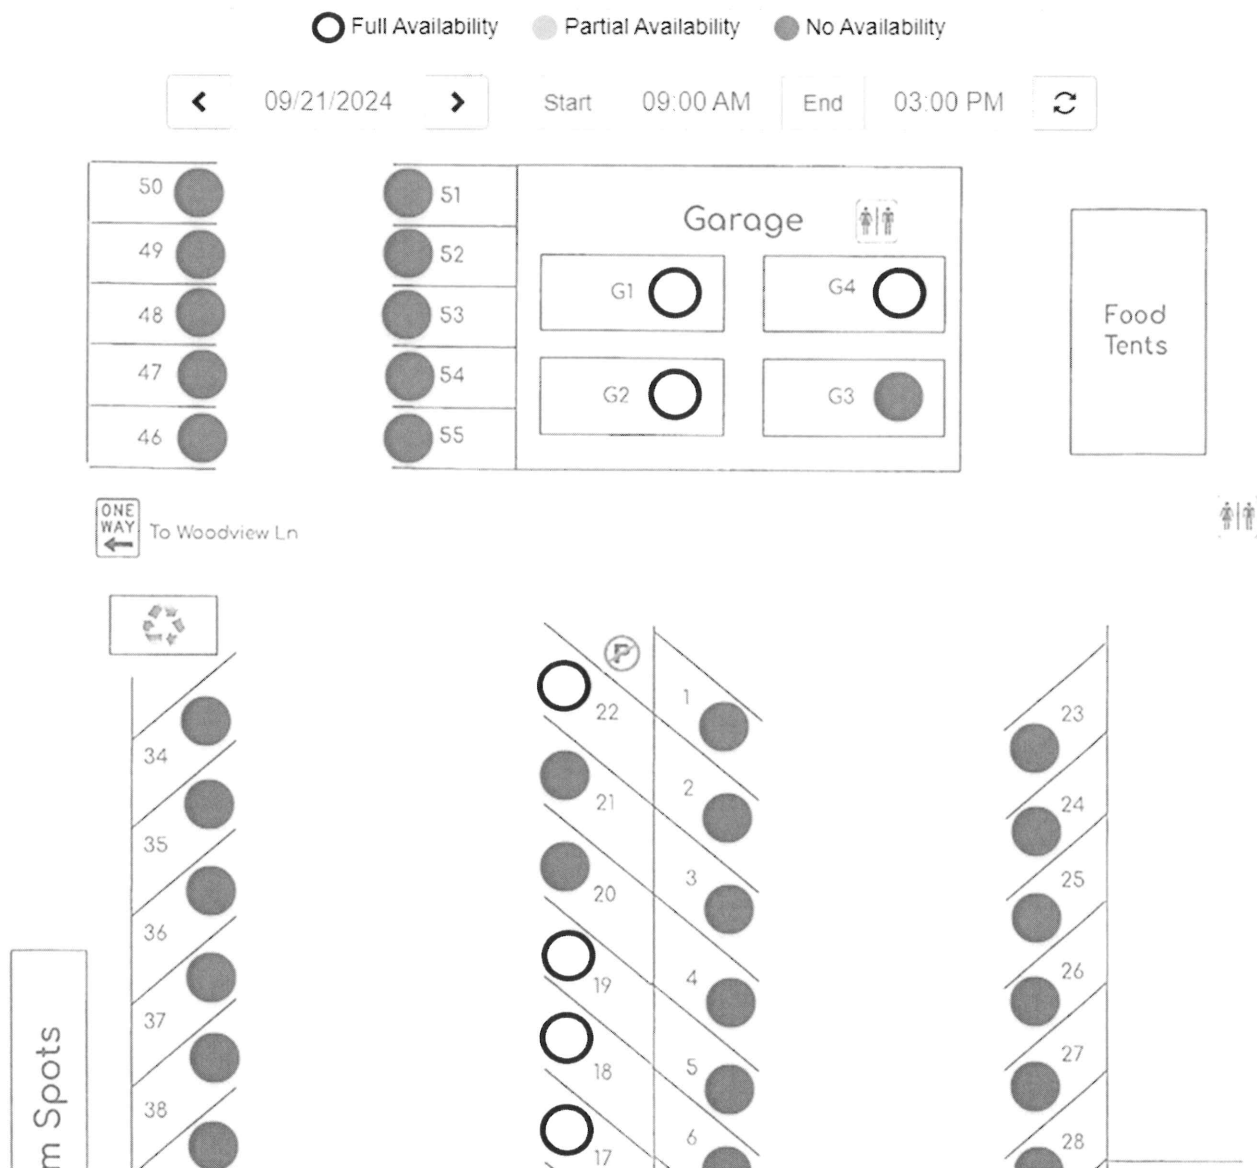 Full Availability Partial Availability No Availability
09/21/2024 Start 09:00 AM End 03:00 PM
50 51
49 52
48 53
47 54
46 55
Garage
G1 G4
G2 G3
Food
Tents
ONE
WAY
To Woodview Ln
P
22 1 23
34
21 2 24
35
20 3 25
36
19 4 26
37
18 5 27
38
17 6 28
m Spots